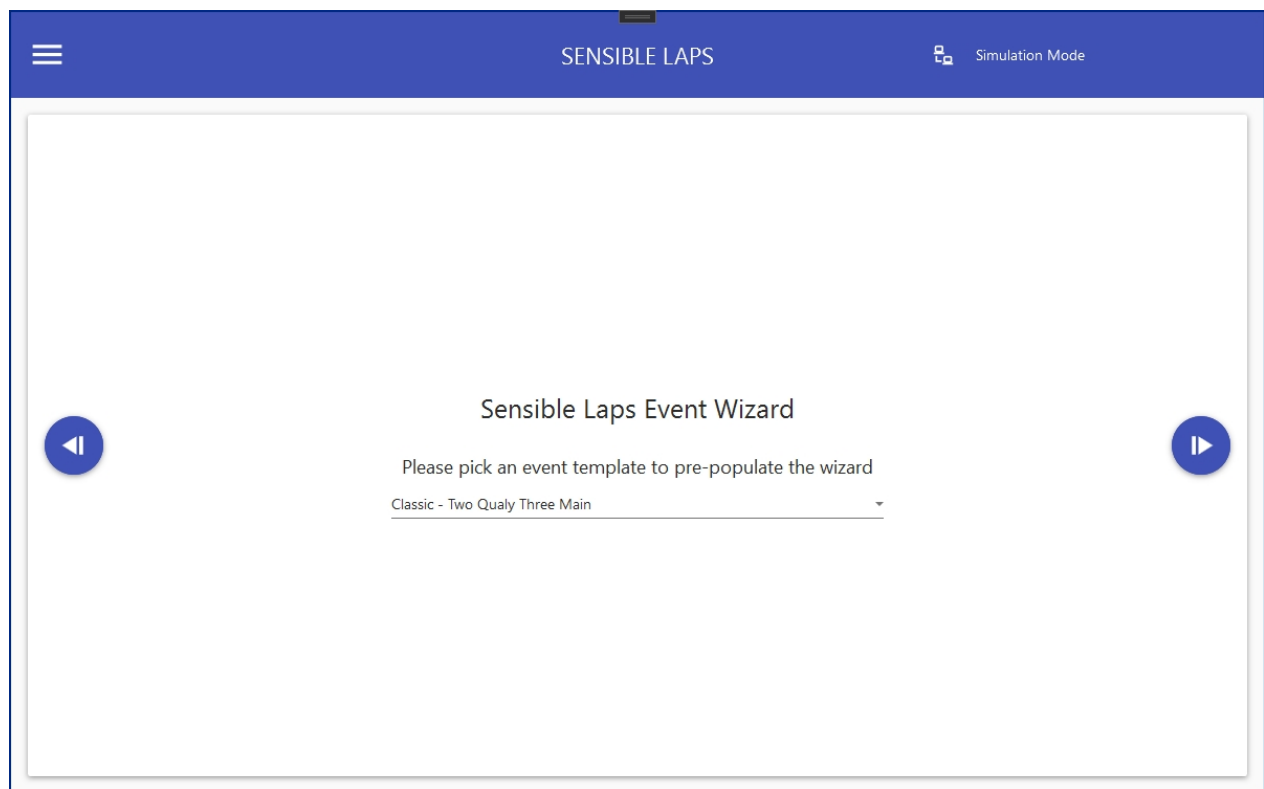 SENSIBLE LAPS
Simulation Mode
Sensible Laps Event Wizard
Please pick an event template to pre-populate the wizard
Classic - Two Qualy Three Main